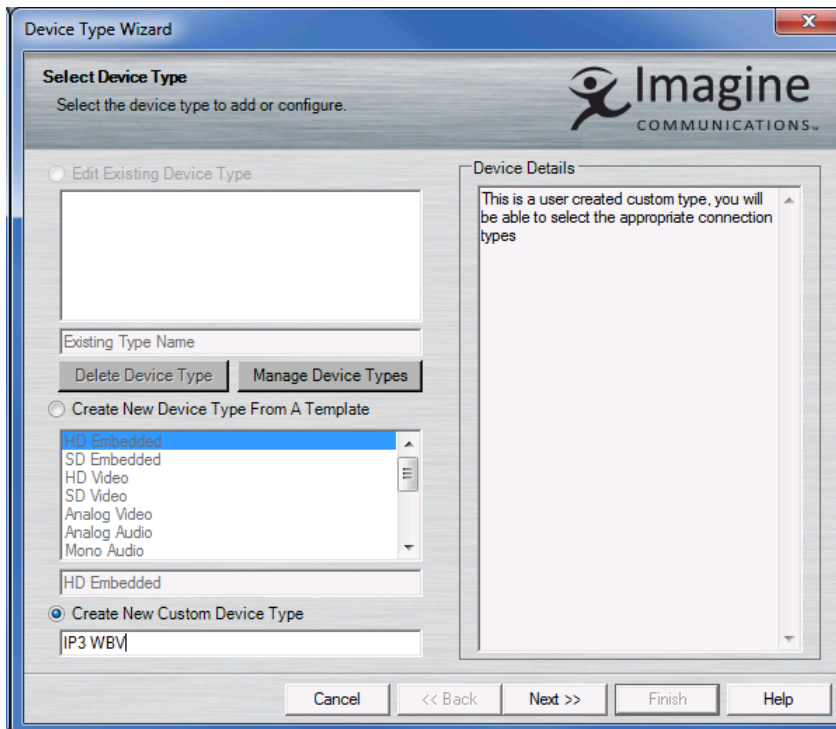 Device Type Wizard
Select Device Type
Select the device type to add or configure.
Imagine
COMMUNICATIONS
Edit Existing Device Type
Existing Type Name
Delete Device Type
Manage Device Types
Create New Device Type From A Template
HD Embedded
SD Embedded
HD Video
SD Video
Analog Video
Analog Audio
Mono Audio
HD Embedded
Create New Custom Device Type
IP3 WBV
Device Details
This is a user created custom type, you will
be able to select the appropriate connection
types
Cancel
<< Back
Next >>
Finish
Help